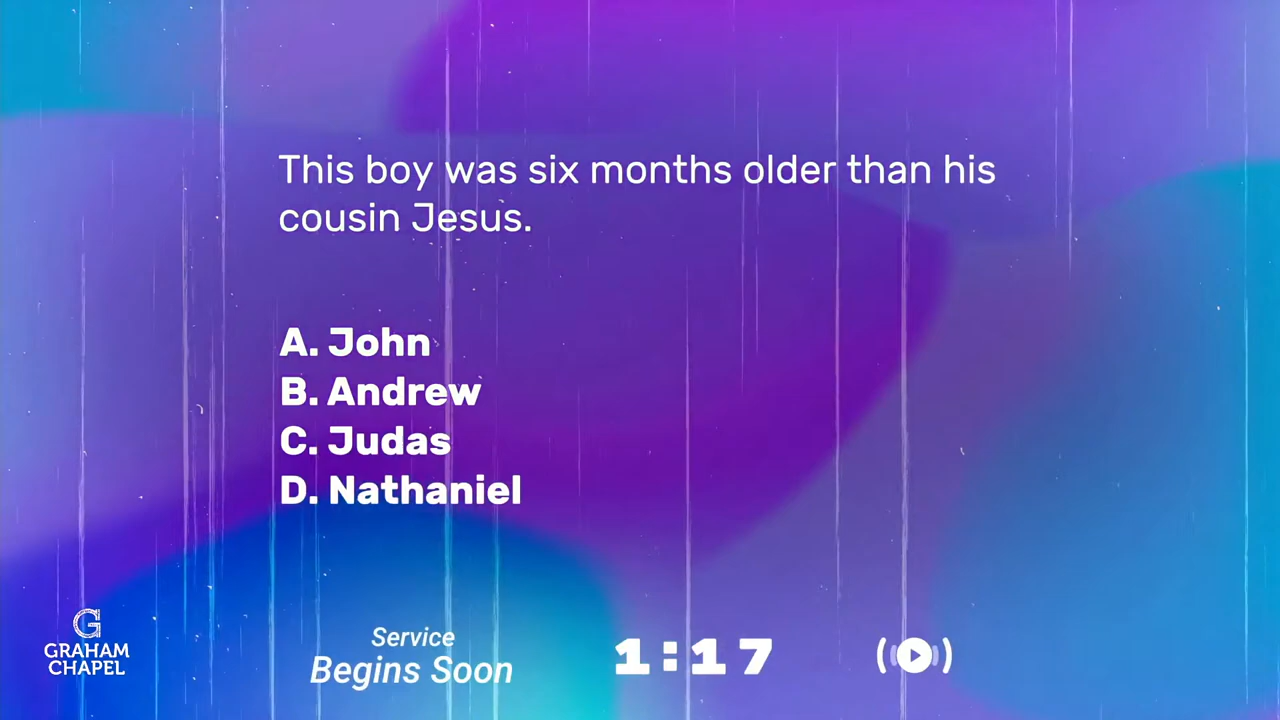 This boy was six months older than his
cousin Jesus.
A. John
B. Andrew
C. Judas
D. Nathaniel
G
GRAHAM
CHAPEL
Service
Begins Soon
1:17